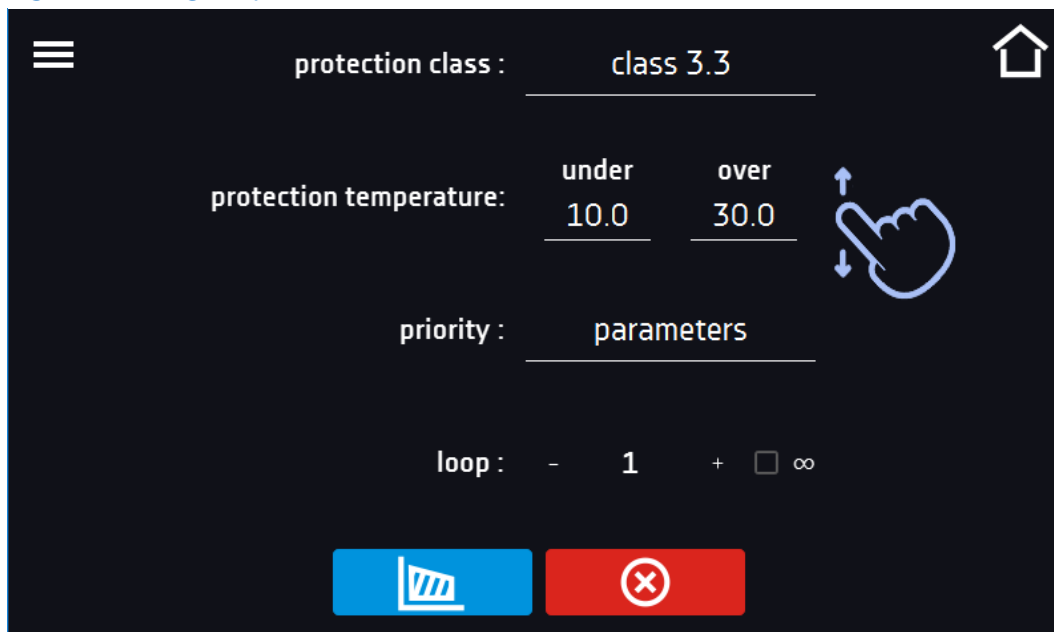 protection class : class 3.3
under over
protection temperature: 10.0 30.0
priority : parameters
loop : - 1 + ∞